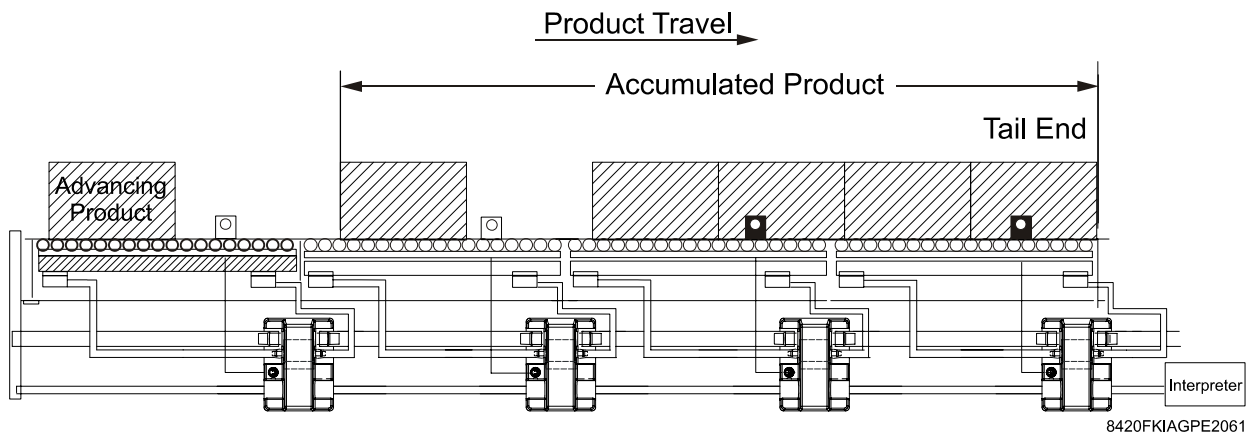 Product Travel
Accumulated Product
Tail End
Advancing
Product
Interpreter
8420FKIAGPE2061